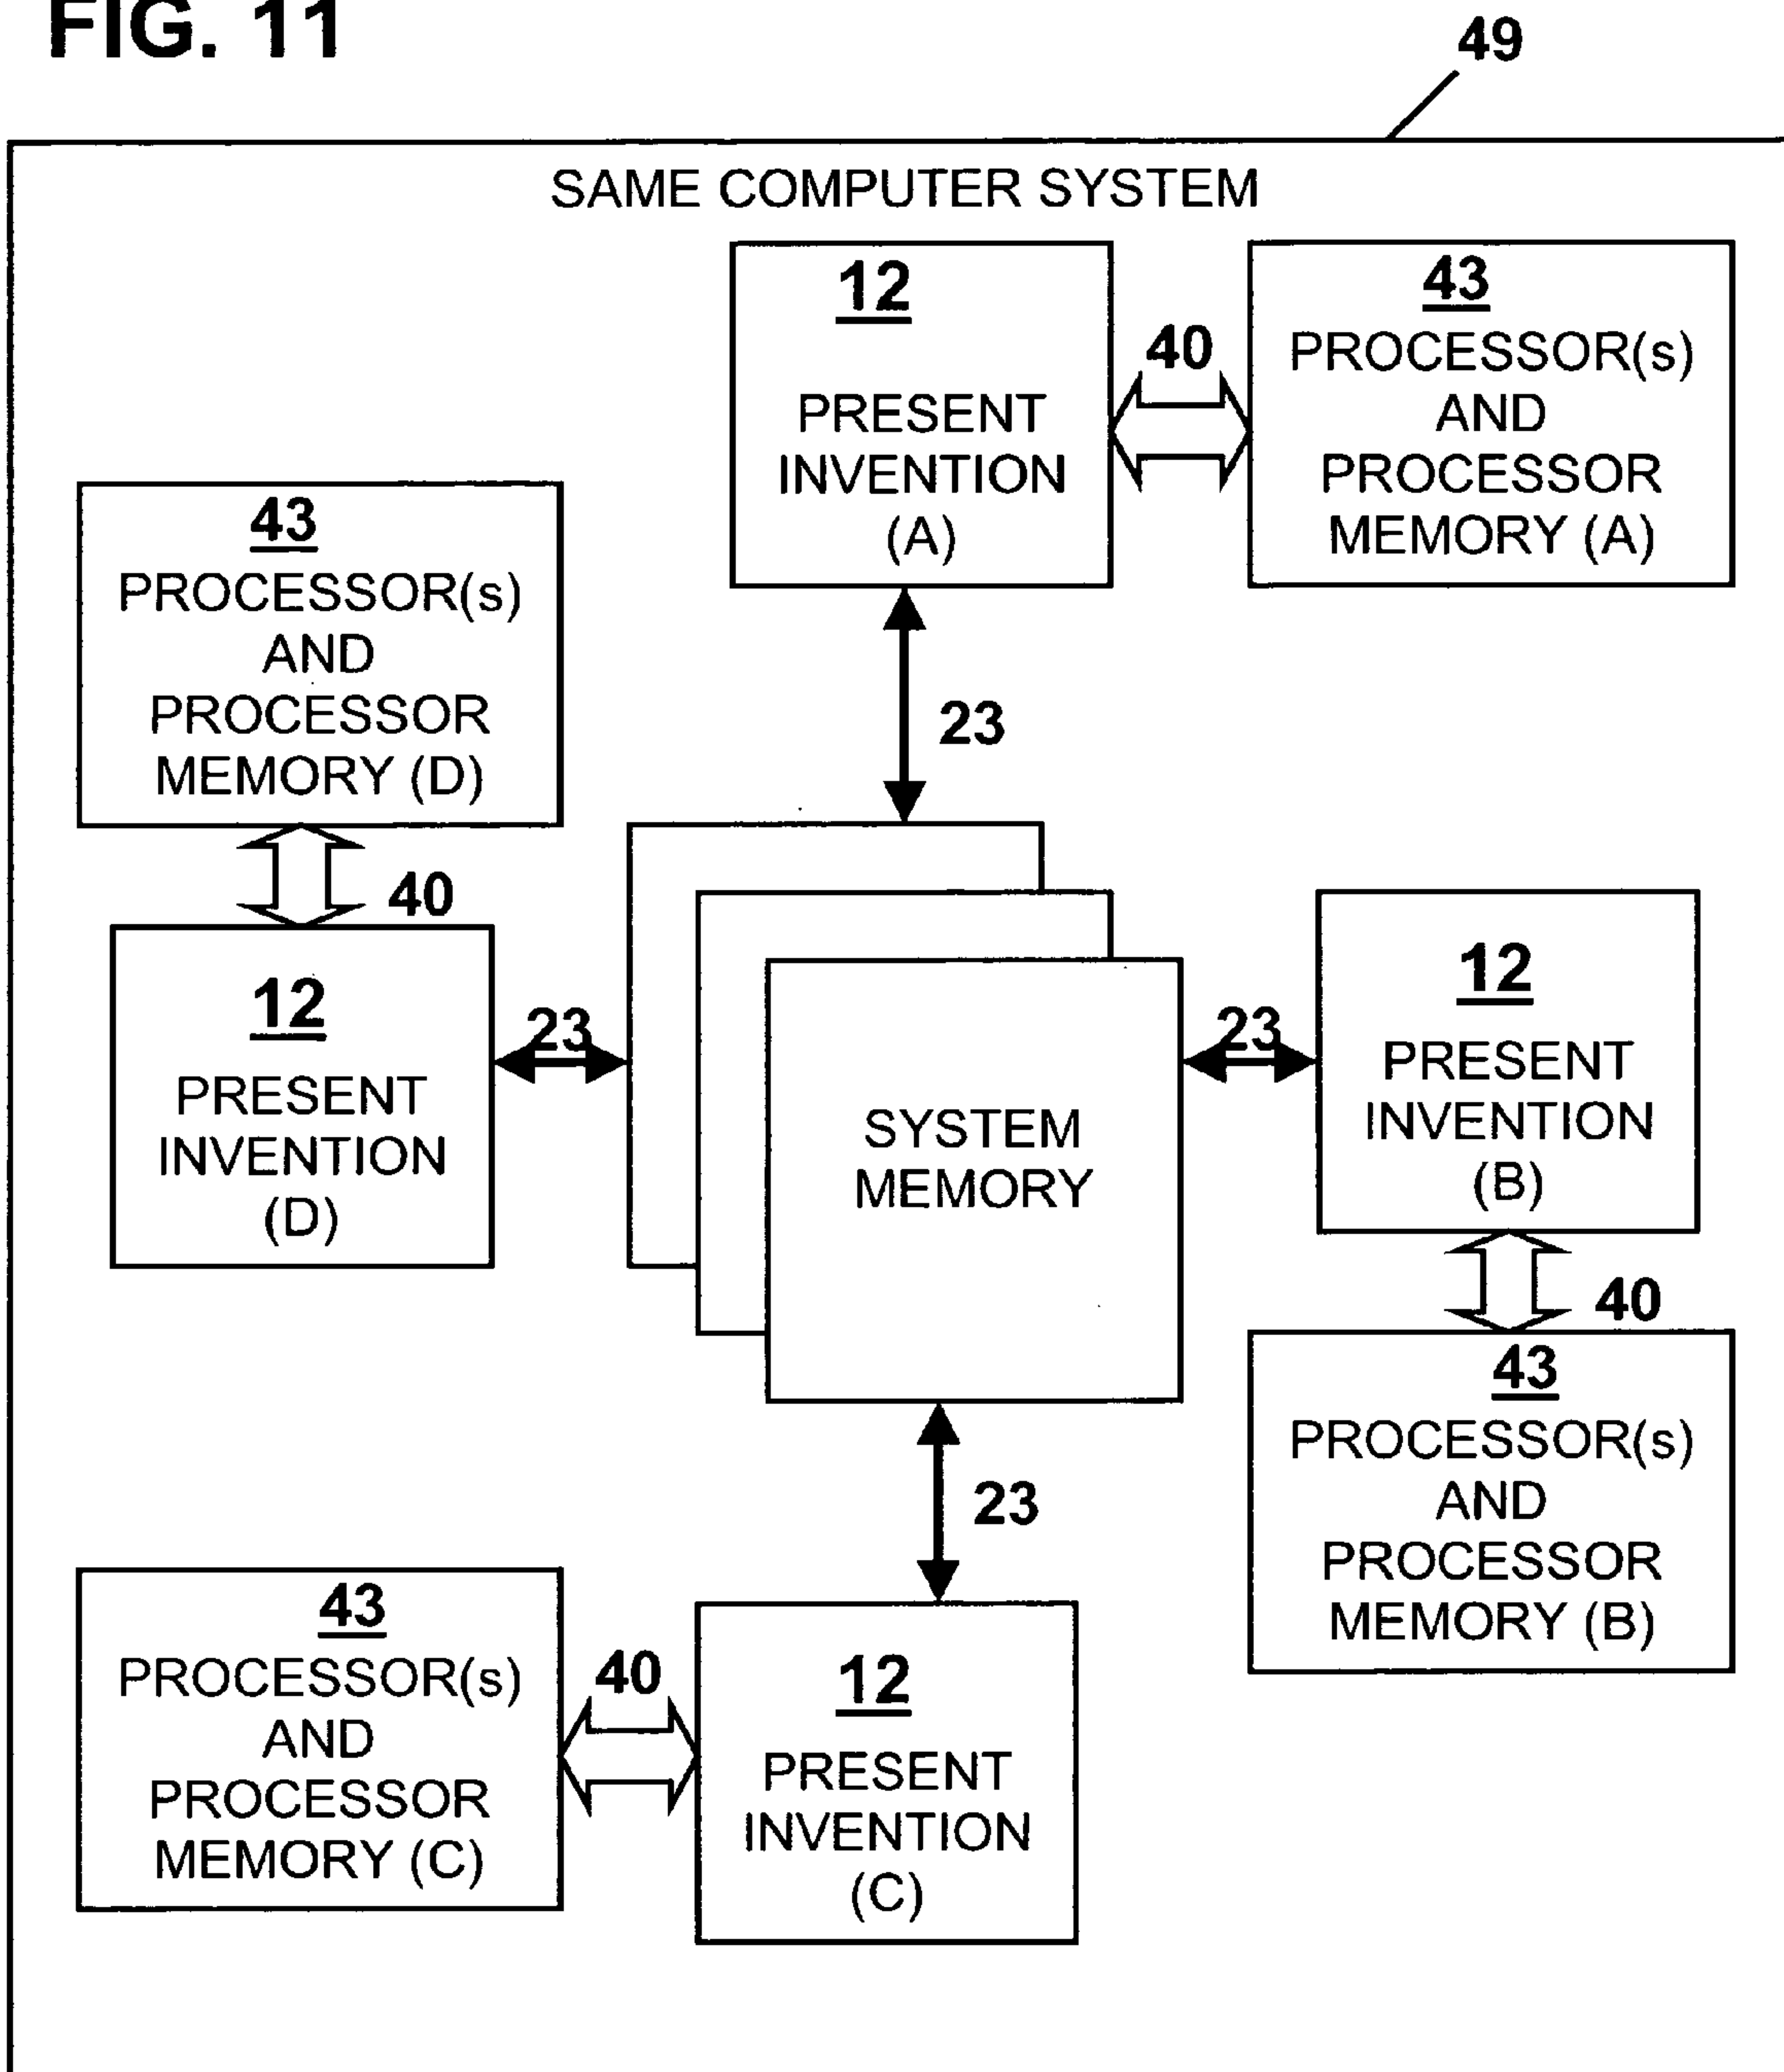 FIG. 11
49
SAME COMPUTER SYSTEM
12
PRESENT
INVENTION
(A)
40
43
PROCESSOR(s)
AND
PROCESSOR
MEMORY (A)
43
PROCESSOR(s)
AND
PROCESSOR
MEMORY (D)
23
40
12
PRESENT
INVENTION
(D)
23
SYSTEM
MEMORY
23
12
PRESENT
INVENTION
(B)
40
43
PROCESSOR(s)
AND
PROCESSOR
MEMORY (B)
23
43
PROCESSOR(s)
AND
PROCESSOR
MEMORY (C)
40
12
PRESENT
INVENTION
(C)